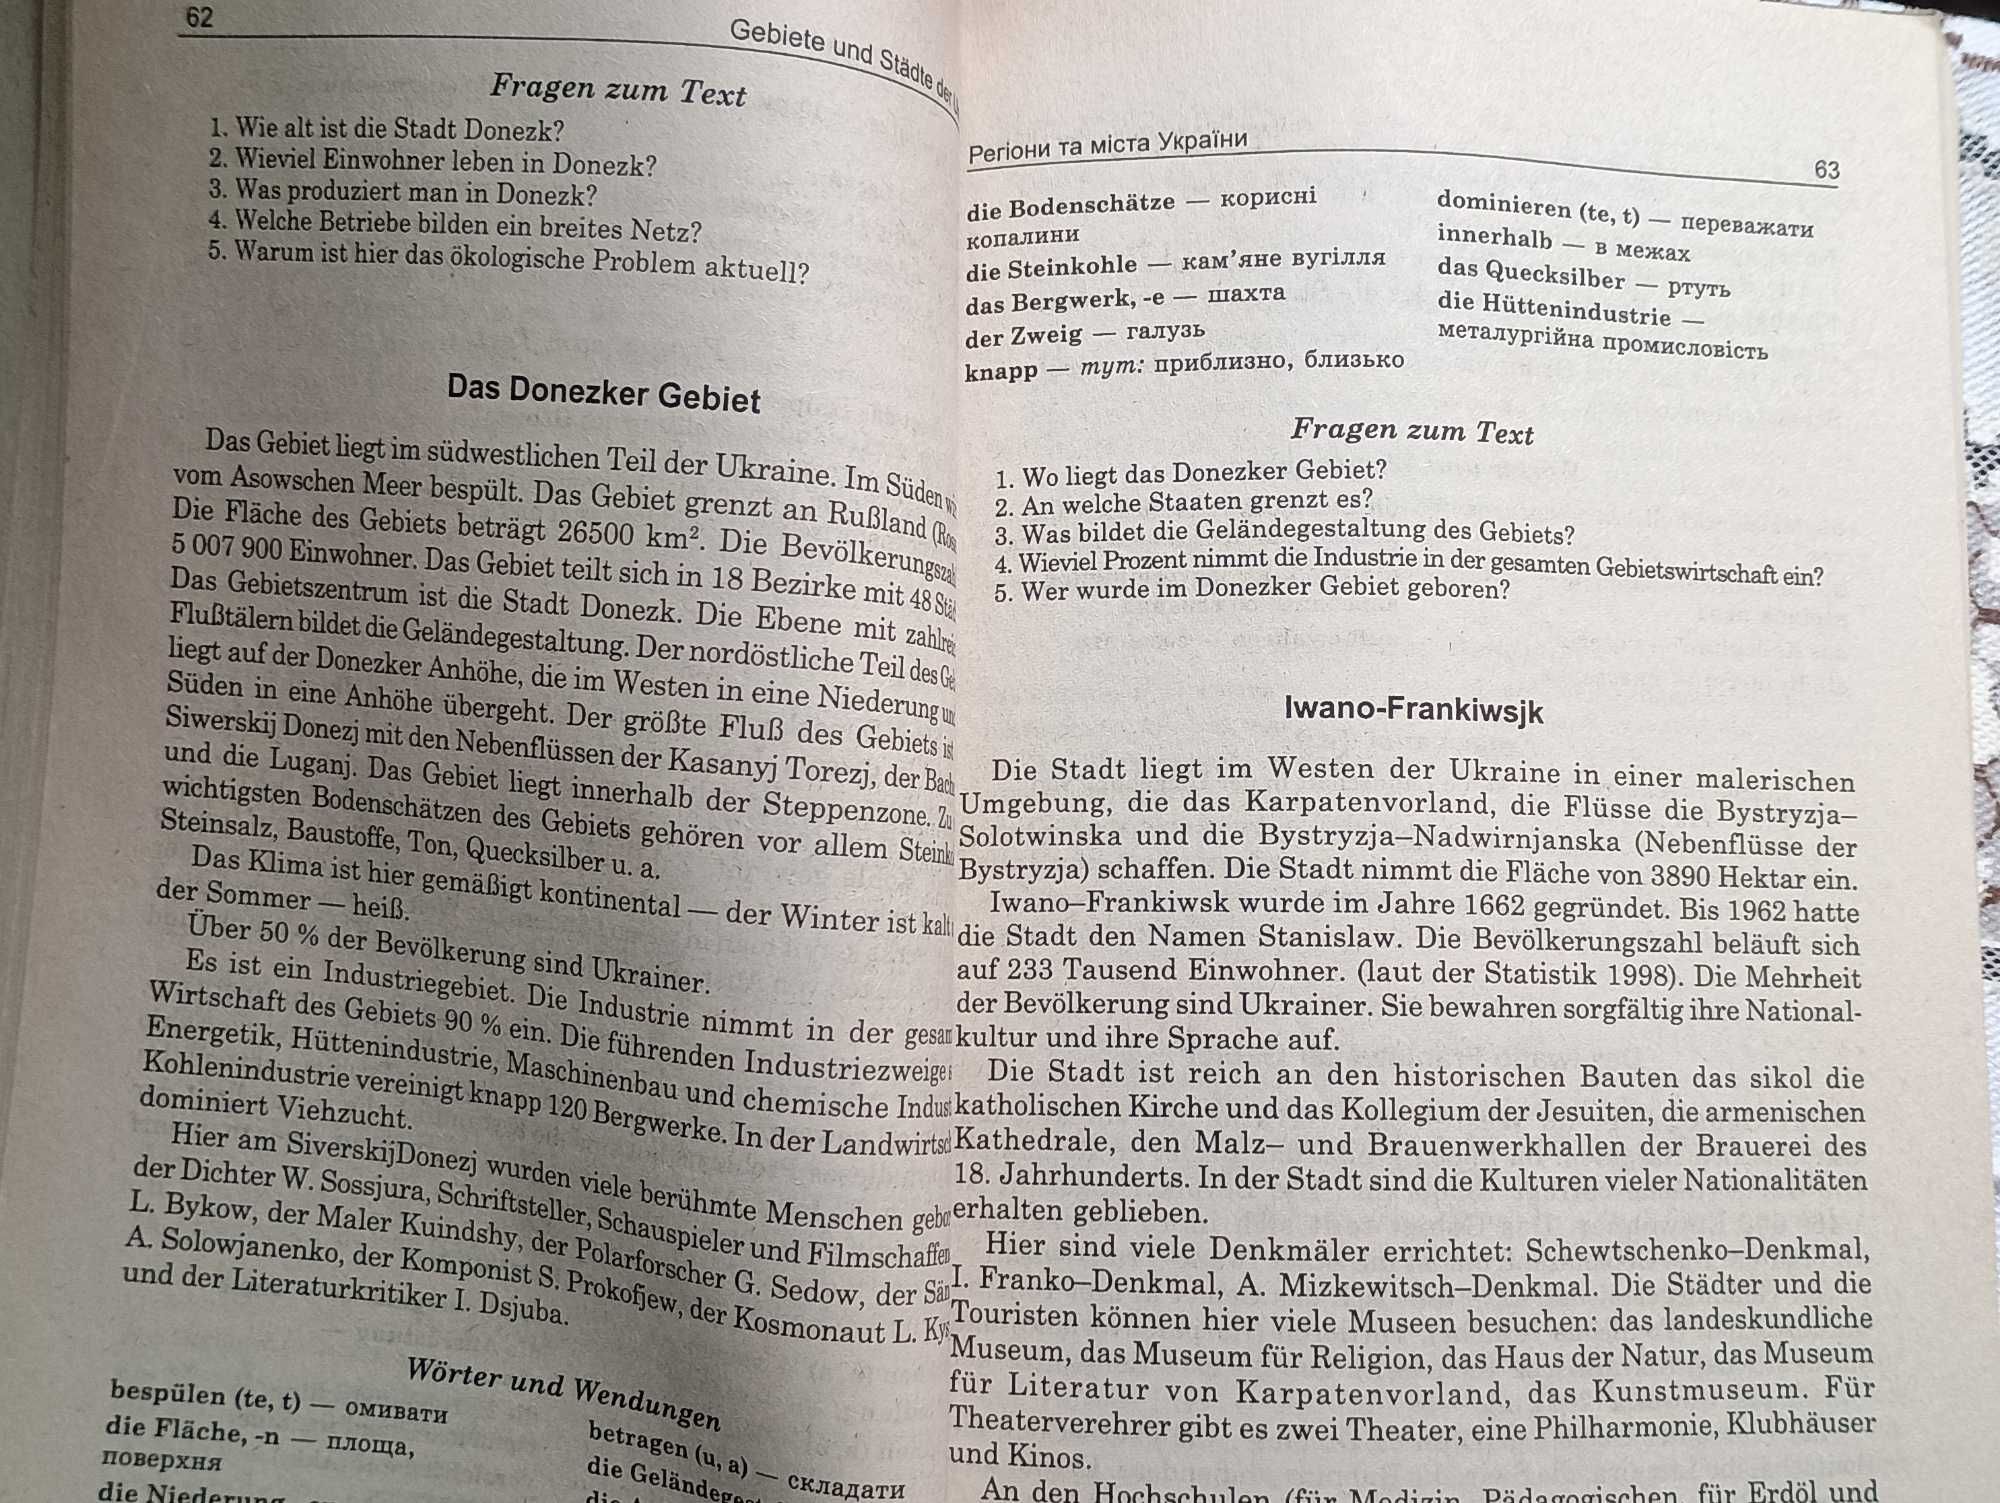 62
Gebiete und Städte der
Fragen zum Text
1. Wie alt ist die Stadt Donezk?
2. Wieviel Einwohner leben in Donezk?
3. Was produziert man in Donezk?
4. Welche Betriebe bilden ein breites Netz?
5. Warum ist hier das ökologische Problem aktuell?
Das Donezker Gebiet
Das Gebiet liegt im südwestlichen Teil der Ukraine. Im Süden
vom Asowschen Meer bespült. Das Gebiet grenzt an Rußland
Die Fläche des Gebiets beträgt 26500 km². Die
5 007 900 Einwohner. Das Gebiet teilt sich in 18 Bezirke mit 48
Das Gebietszentrum ist die Stadt Donezk. Die Ebene mit
Flußtälern bildet die Geländegestaltung. Der nordöstliche Teil des
liegt auf der Donezker Anhöhe, die im Westen in eine Niederung
Süden in eine Anhöhe übergeht. Der größte Fluß des Gebiets ist
Siwerskij Donezj mit den Nebenflüssen der Kasanyj Torezj, der
und die Luganj. Das Gebiet liegt innerhalb der Steppenzone. Zu
wichtigsten Bodenschätzen des Gebiets gehören vor allem
Steinsalz, Baustoffe, Ton, Quecksilber u. a.
Das Klima ist hier gemäßigt kontinental — der Winter ist kalt
der Sommer — heiß.
Über 50 % der Bevölkerung sind Ukrainer.
Es ist ein Industriegebiet. Die Industrie nimmt in der
Wirtschaft des Gebiets 90 % ein. Die führenden Industriezweige
Energetik, Hüttenindustrie, Maschinenbau und chemische
Kohlenindustrie vereinigt knapp 120 Bergwerke. In der
dominiert Viehzucht.
Hier am SiverskijDonezj wurden viele berühmte Menschen
der Dichter W. Sossjura, Schriftsteller, Schauspieler und
L. Bykow, der Maler Kuindshy, der Polarforscher G. Sedow, der
A. Solowjanenko, der Komponist S. Prokofjew, der Kosmonaut L.
und der Literaturkritiker I. Dsjuba.
Wörter und Wendungen
bespülen (te, t) — омивати
die Fläche, -n — площа,
поверхня
die Niederung,
betragen (u, a) — складати
Регіони та міста України
63
die Bodenschätze — корисні
копалини
die Steinkohle — кам'яне вугілля
das Bergwerk, -e — шахта
der Zweig — галузь
knapp — тут: приблизно, близько
dominieren (te, t) — переважати
innerhalb — в межах
das Quecksilber — ртуть
die Hüttenindustrie —
металургійна промисловість
Fragen zum Text
1. Wo liegt das Donezker Gebiet?
2. An welche Staaten grenzt es?
3. Was bildet die Geländegestaltung des Gebiets?
4. Wieviel Prozent nimmt die Industrie in der gesamten Gebietswirtschaft ein?
5. Wer wurde im Donezker Gebiet geboren?
Iwano-Frankiwsjk
Die Stadt liegt im Westen der Ukraine in einer malerischen
Umgebung, die das Karpatenvorland, die Flüsse die Bystryzja–
Solotwinska und die Bystryzja–Nadwirnjanska (Nebenflüsse der
Bystryzja) schaffen. Die Stadt nimmt die Fläche von 3890 Hektar ein.
Iwano–Frankiwsk wurde im Jahre 1662 gegründet. Bis 1962 hatte
die Stadt den Namen Stanislaw. Die Bevölkerungszahl beläuft sich
auf 233 Tausend Einwohner. (laut der Statistik 1998). Die Mehrheit
der Bevölkerung sind Ukrainer. Sie bewahren sorgfältig ihre National-
kultur und ihre Sprache auf.
Die Stadt ist reich an den historischen Bauten das sikol die
katholischen Kirche und das Kollegium der Jesuiten, die armenischen
Kathedrale, den Malz– und Brauenwerkhallen der Brauerei des
18. Jahrhunderts. In der Stadt sind die Kulturen vieler Nationalitäten
erhalten geblieben.
Hier sind viele Denkmäler errichtet: Schewtschenko–Denkmal,
I. Franko–Denkmal, A. Mizkewitsch–Denkmal. Die Städter und die
Touristen können hier viele Museen besuchen: das landeskundliche
Museum, das Museum für Religion, das Haus der Natur, das Museum
für Literatur von Karpatenvorland, das Kunstmuseum. Für
Theaterverehrer gibt es zwei Theater, eine Philharmonie, Klubhäuser
und Kinos.
An den Hochschulen (für Medizin, Pädagogischen, für Erdöl und